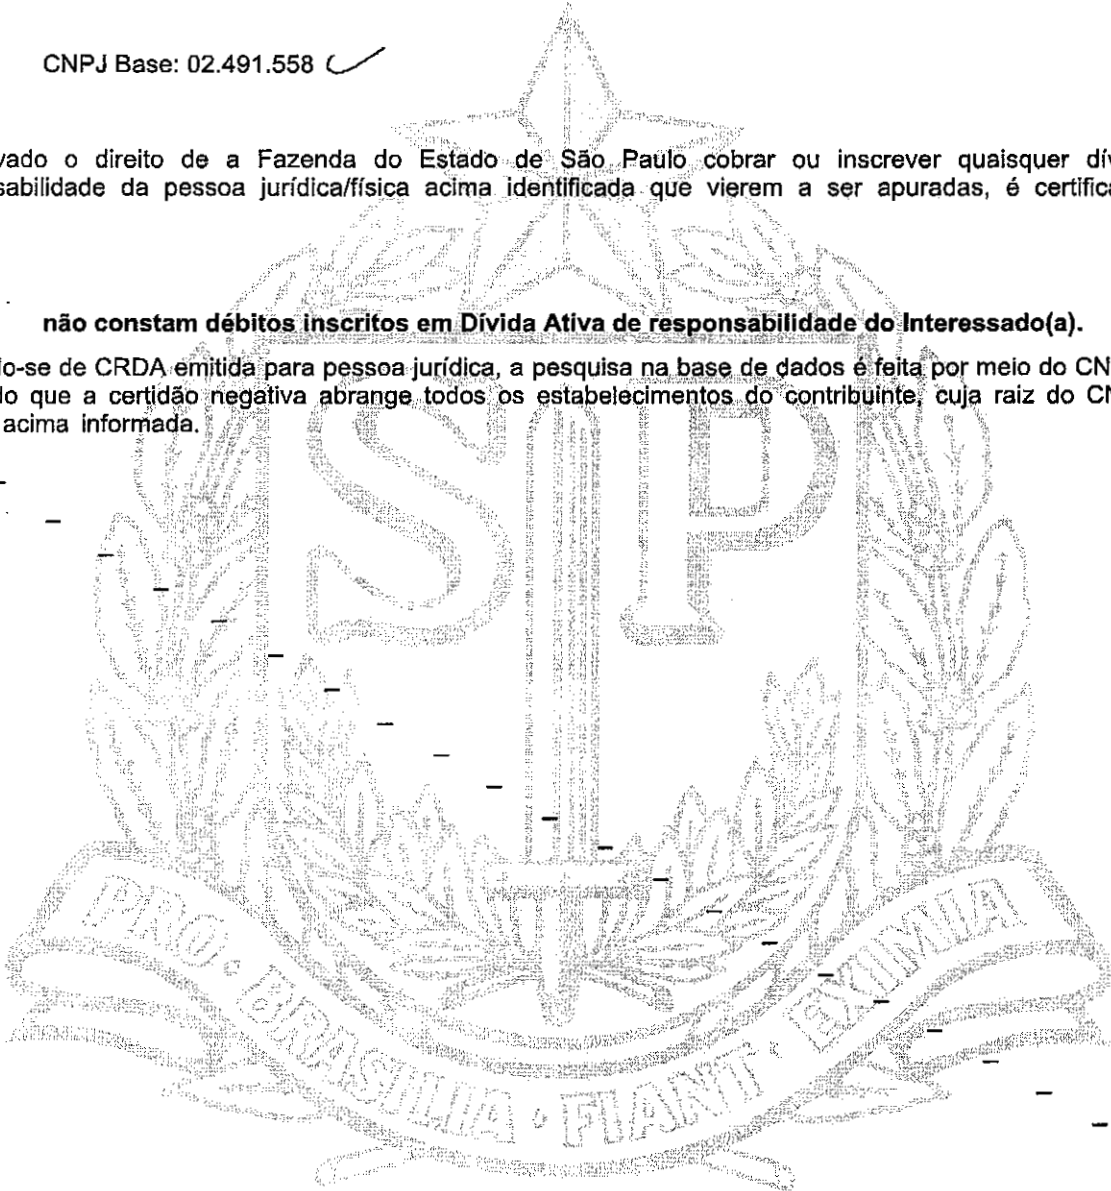 CNPJ Base: 02.491.558
vado o direito de a Fazenda do Estado de São Paulo cobrar ou inscrever quaisquer dív
sabilidade da pessoa jurídica/física acima identificada que vierem a ser apuradas, é certifica
não constam débitos inscritos em Dívida Ativa de responsabilidade do Interessado(a).
o-se de CRDA emitida para pessoa jurídica, a pesquisa na base de dados é feita por meio do CN
lo que a certidão negativa abrange todos os estabelecimentos do contribuinte, cuja raiz do CN
acima informada.
SP
PRO · BRASILIA · FIANT · EXIMIA